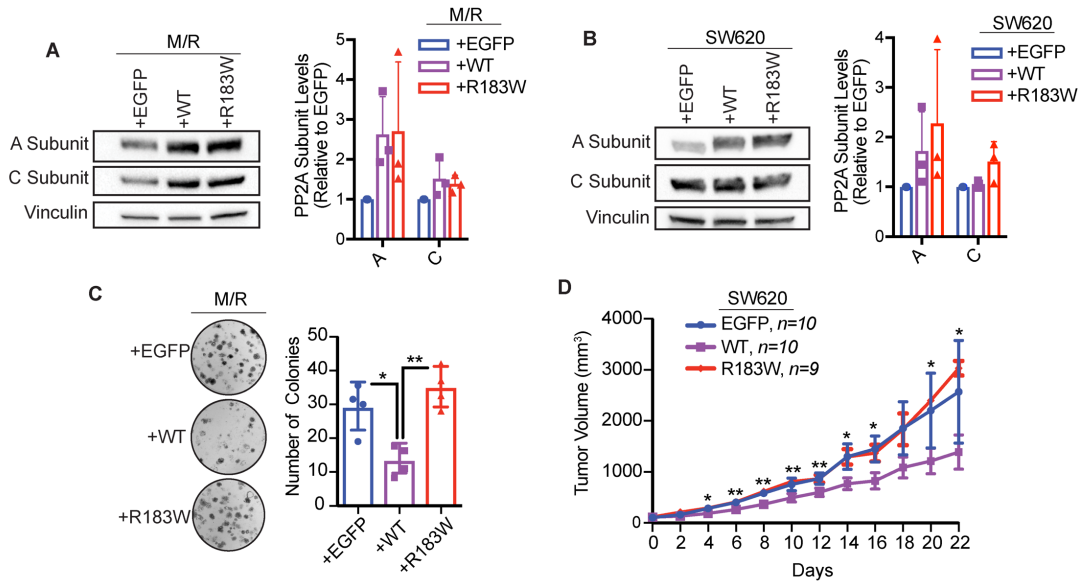 A
M/R
+EGFP
+WT
+R183W
A Subunit
C Subunit
Vinculin
PP2A Subunit Levels
(Relative to EGFP)
5
4
3
2
1
0
A
C
M/R
+EGFP
+WT
+R183W
B
SW620
+EGFP
+WT
+R183W
A Subunit
C Subunit
Vinculin
PP2A Subunit Levels
(Relative to EGFP)
4
3
2
1
0
A
C
SW620
+EGFP
+WT
+R183W
C
M/R
+EGFP
+WT
+R183W
Number of Colonies
50
40
30
20
10
0
* **
+EGFP
+WT
+R183W
D
SW620
EGFP, n=10
WT, n=10
R183W, n=9
Tumor Volume (mm³)
4000
3000
2000
1000
0
* ** ** ** ** * * * *
0 2 4 6 8 10 12 14 16 18 20 22
Days